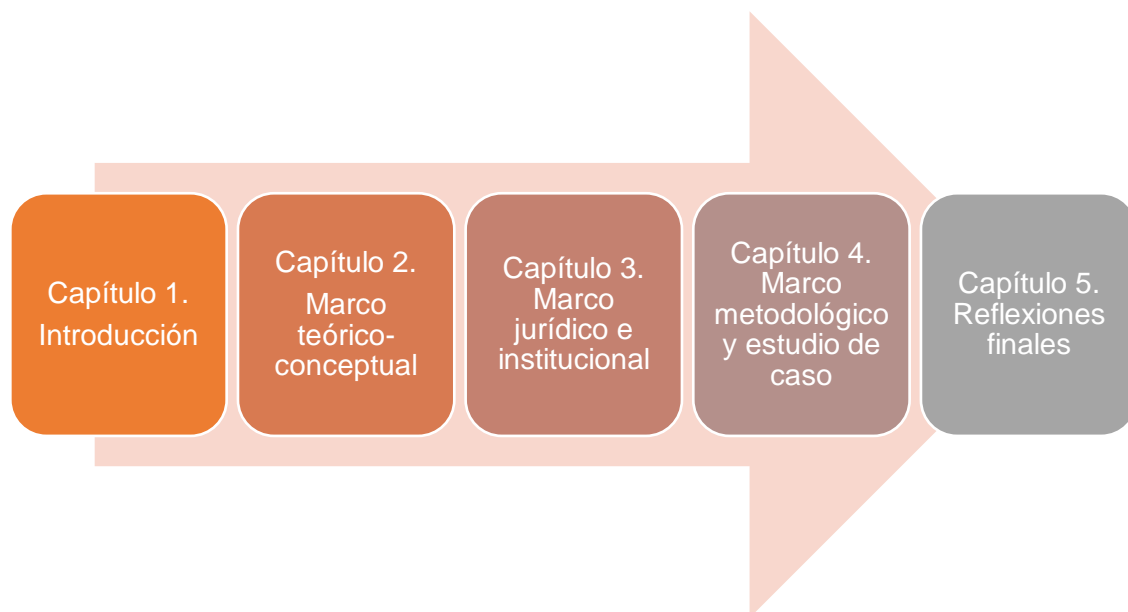 Capítulo 1.
Introducción
Capítulo 2.
Marco
teórico-
conceptual
Capítulo 3.
Marco
jurídico e
institucional
Capítulo 4.
Marco
metodológico
y estudio de
caso
Capítulo 5.
Reflexiones
finales